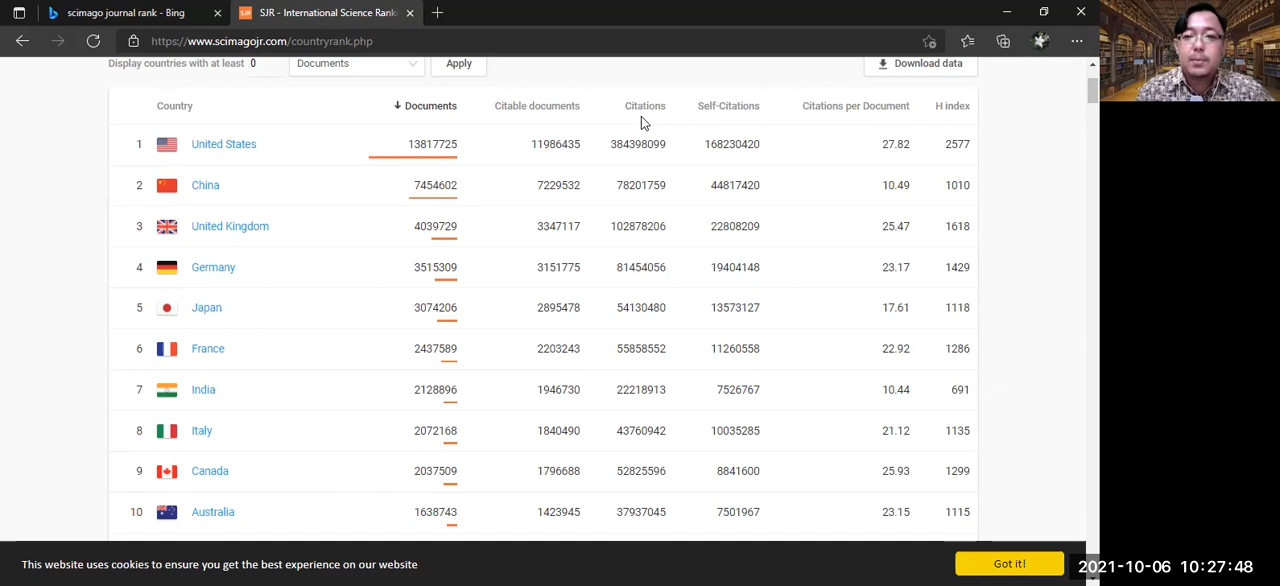 scimago journal rank - Bing
SJR SJR - International Science Ranki
https://www.scimagojr.com/countryrank.php
Display countries with at least 0 Documents Apply Download data
Country Documents Citable documents Citations Self-Citations Citations per Document H index
1 United States 13817725 11986435 384398099 168230420 27.82 2577
2 China 7454602 7229532 78201759 44817420 10.49 1010
3 United Kingdom 4039729 3347117 102878206 22808209 25.47 1618
4 Germany 3515309 3151775 81454056 19404148 23.17 1429
5 Japan 3074206 2895478 54130480 13573127 17.61 1118
6 France 2437589 2203243 55858552 11260558 22.92 1286
7 India 2128896 1946730 22218913 7526767 10.44 691
8 Italy 2072168 1840490 43760942 10035285 21.12 1135
9 Canada 2037509 1796688 52825596 8841600 25.93 1299
10 Australia 1638743 1423945 37937045 7501967 23.15 1115
This website uses cookies to ensure you get the best experience on our website Got it!
2021-10-06 10:27:48